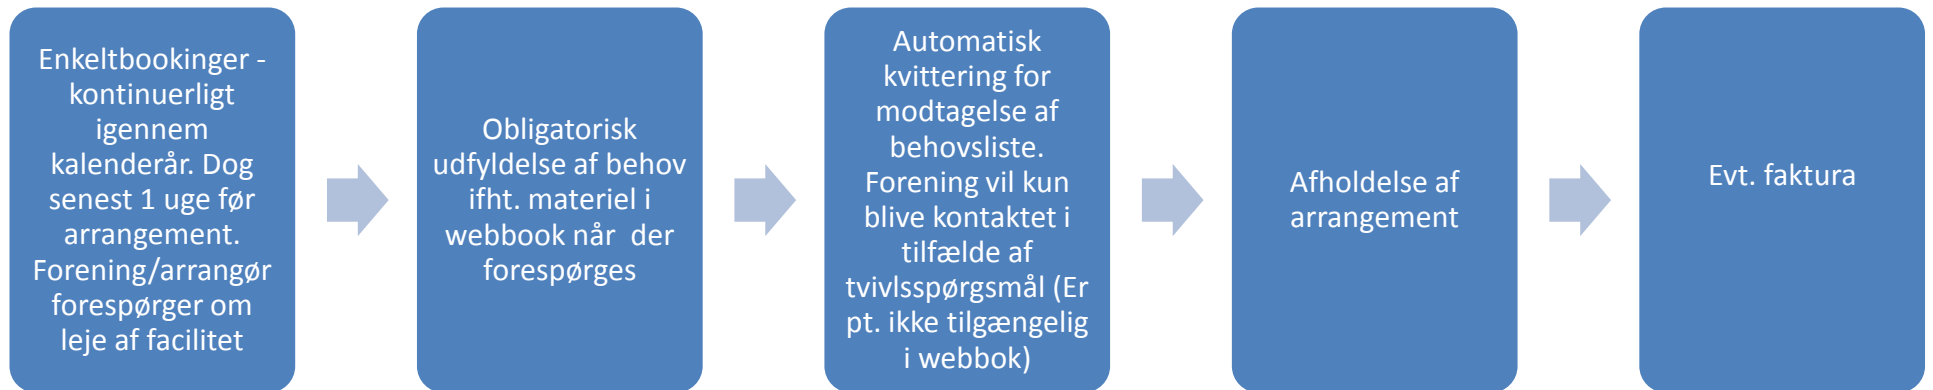 Enkeltbookinger -
kontinuerligt
igennem
kalenderår. Dog
senest 1 uge før
arrangement.
Forening/arrangør
forespørger om
leje af facilitet
Obligatorisk
udfyldelse af behov
ifht. materiel i
webbook når  der
forespørges
Automatisk
kvittering for
modtagelse af
behovsliste.
Forening vil kun
blive kontaktet i
tilfælde af
tvivlsspørgsmål (Er
pt. ikke tilgængelig
i webbok)
Afholdelse af
arrangement
Evt. faktura